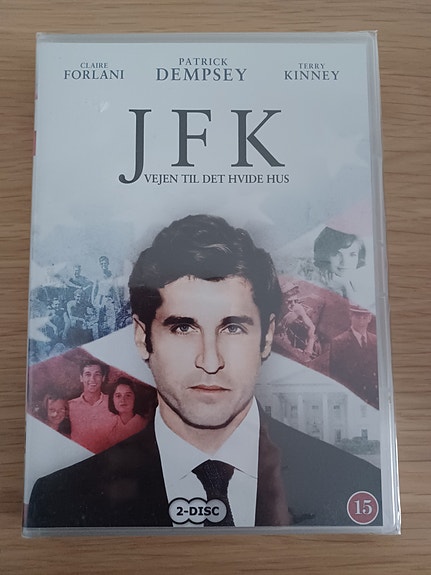 CLAIRE
FORLANI
PATRICK
DEMPSEY
TERRY
KINNEY
JFK
VEJEN TIL DET HVIDE HUS
2-DISC
15